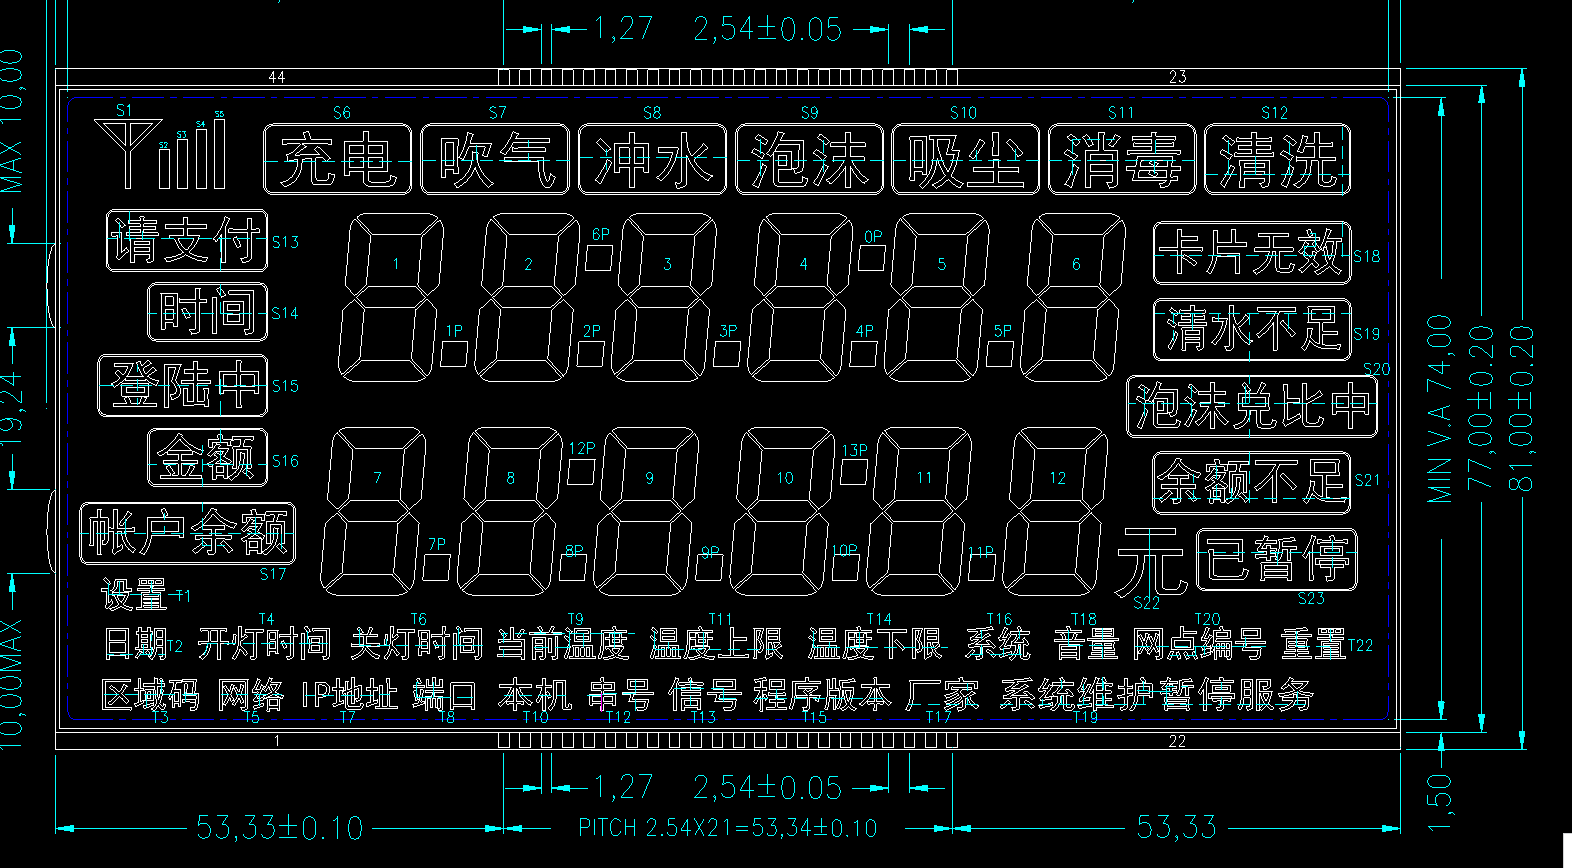 1,27 2,54±0.05
44 23
S1 S2 S3 S4 S5 S6 S7 S8 S9 S10 S11 S12
充电 吹气 冲水 泡沫 吸尘 消毒 清洗
MAX 10,00
请支付 S13
时间 S14
登陆中 S15
金额 S16
帐户余额
S17
6P 0P
1 2 3 4 5 6
1P 2P 3P 4P 5P
12P 13P
7 8 9 10 11 12
7P 8P 9P 10P 11P
卡片无效 S18
清水不足 S19
S20
泡沫兑比中
余额不足 S21
元 已暂停
S22 S23
19,24
MIN V.A 74,00
77,00±0.20
81,00±0.20
设置 T1
T4 T6 T9 T11 T14 T16 T18 T20
日期 T2 开灯时间 关灯时间 当前温度 温度上限 温度下限 系统 音量 网点编号 重置 T22
区域码 网络 IP地址 端口 本机 串号 信号 程序版本 厂家 系统维护 暂停服务
T3 T5 T7 T8 T10 T12 T13 T15 T17 T19
10,00MAX
1 22
1,27 2,54±0.05
1,50
53,33±0.10 PITCH 2.54X21=53,34±0.10 53,33